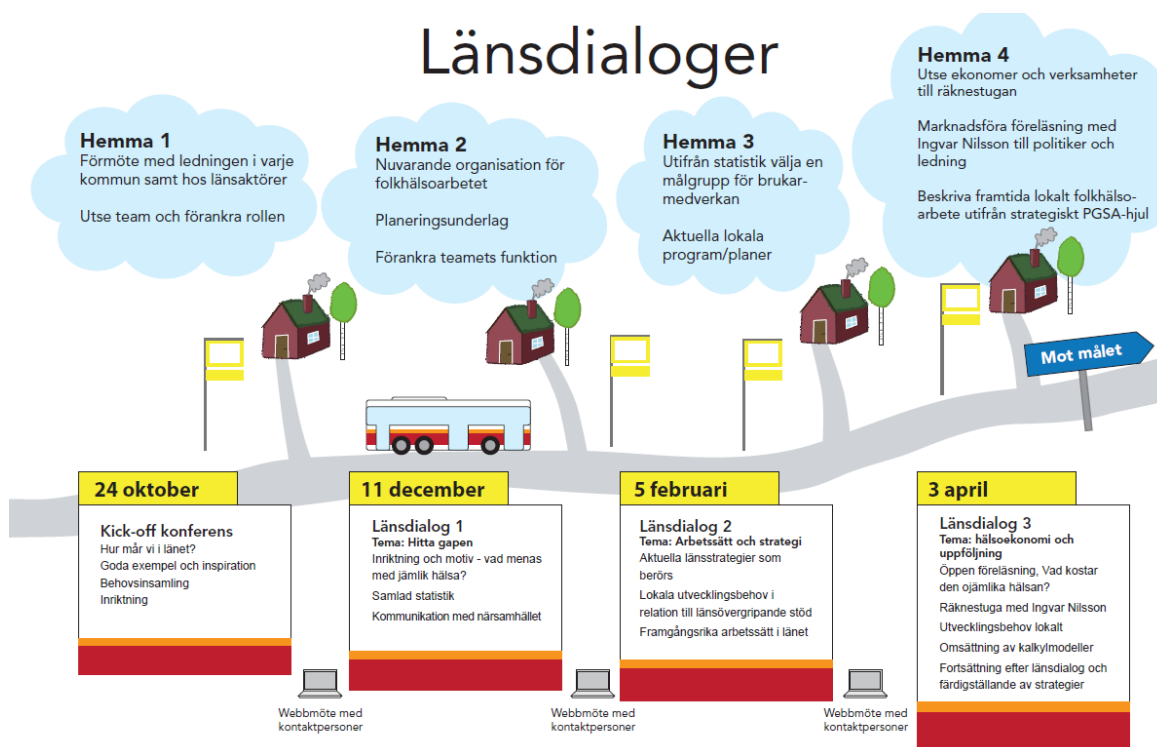 Länsdialoger
Hemma 1
Förmöte med ledningen i varje
kommun samt hos länsaktörer
Utse team och förankra rollen
Hemma 2
Nuvarande organisation för
folkhälsoarbetet
Planeringsunderlag
Förankra teamets funktion
Hemma 3
Utifrån statistik välja en
målgrupp för brukar-
medverkan
Aktuella lokala
program/planer
Hemma 4
Utse ekonomer och verksamheter
till räknestugan
Marknadsföra föreläsning med
Ingvar Nilsson till politiker och
ledning
Beskriva framtida lokalt folkhälso-
arbete utifrån strategiskt PGSA-hjul
Mot målet
24 oktober
Kick-off konferens
Hur mår vi i länet?
Goda exempel och inspiration
Behovsinsamling
Inriktning
11 december
Länsdialog 1
Tema: Hitta gapen
Inriktning och motiv - vad menas
med jämlik hälsa?
Samlad statistik
Kommunikation med närsamhället
5 februari
Länsdialog 2
Tema: Arbetssätt och strategi
Aktuella länsstrategier som
berörs
Lokala utvecklingsbehov i
relation till länsövergripande stöd
Framgångsrika arbetssätt i länet
3 april
Länsdialog 3
Tema: hälsoekonomi och
uppföljning
Öppen föreläsning, Vad kostar
den ojämlika hälsan?
Räknestuga med Ingvar Nilsson
Utvecklingsbehov lokalt
Omsättning av kalkylmodeller
Fortsättning efter länsdialog och
färdigställande av strategier
Webbmöte med
kontaktpersoner
Webbmöte med
kontaktpersoner
Webbmöte med
kontaktpersoner